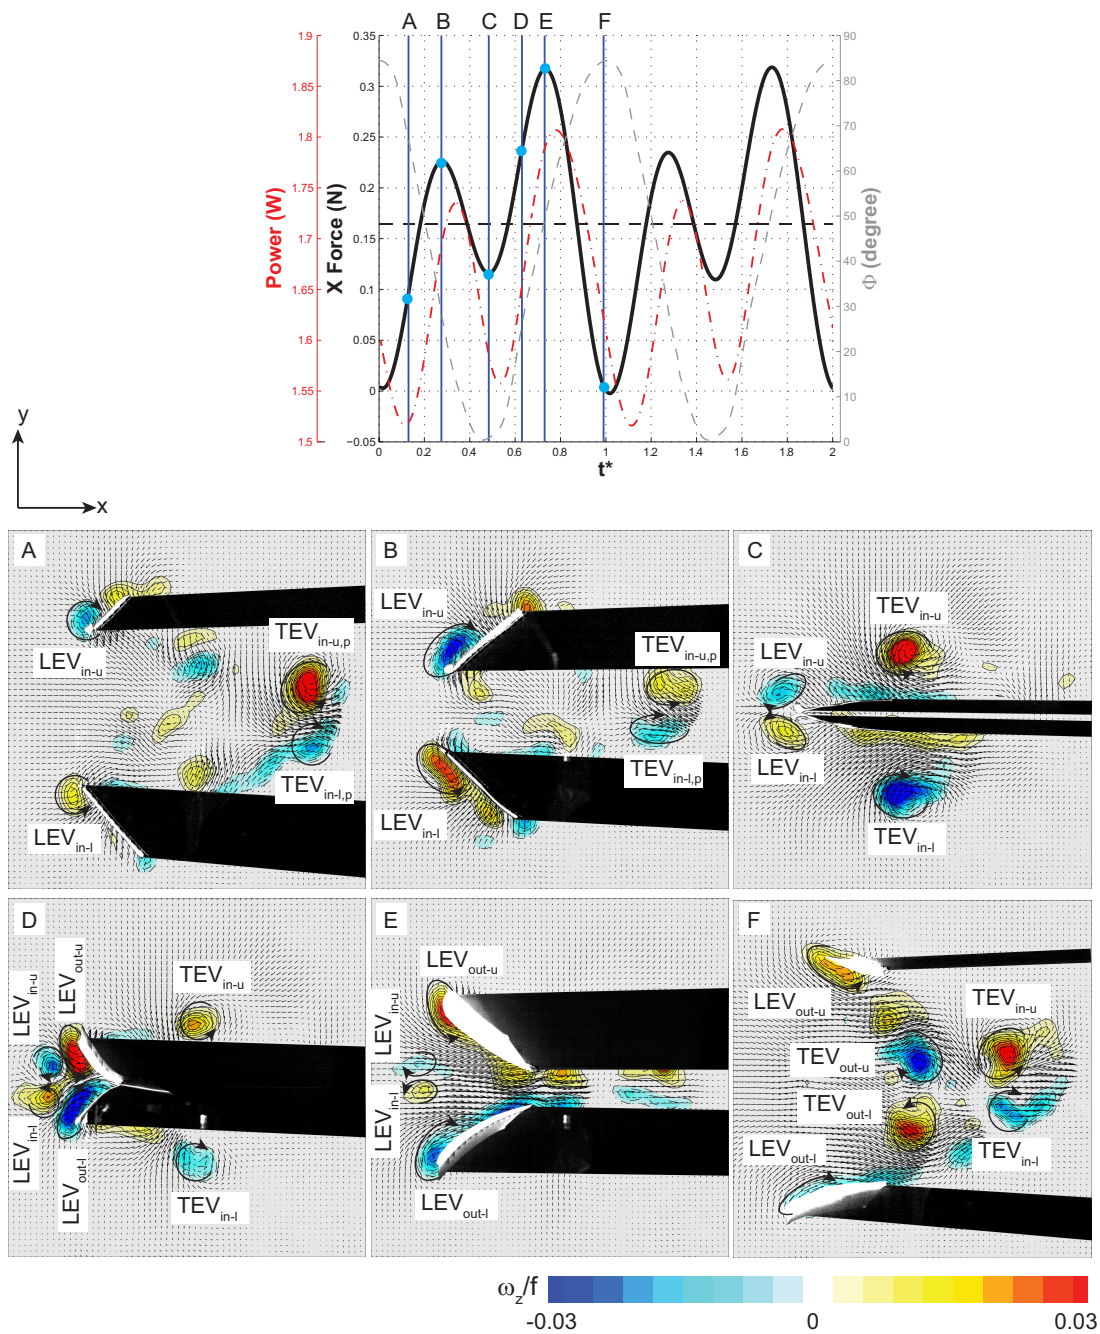 A B C D E F
1.9 0.35 90
1.85 0.3 80
1.8 0.25 70
1.75 0.2 60
1.7 0.15 50
1.65 0.1 40
1.6 0.05 30
1.55 0 20
1.5 −0.05 10
0
Power (W)
X Force (N)
Φ (degree)
0 0.2 0.4 0.6 0.8 1 1.2 1.4 1.6 1.8 2
t*
y
x
A
LEVin-u
TEVin-u,p
LEVin-l
TEVin-l,p
B
LEVin-u
TEVin-u,p
LEVin-l
TEVin-l,p
C
TEVin-u
LEVin-u
LEVin-l
TEVin-l
D
LEVin-u
LEVout-u
TEVin-u
LEVin-l
LEVout-l
TEVin-l
E
LEVout-u
LEVin-u
LEVin-l
LEVout-l
F
LEVout-u
TEVin-u
TEVout-u
TEVout-l
LEVout-l
TEVin-l
ωz/f
-0.03 0 0.03